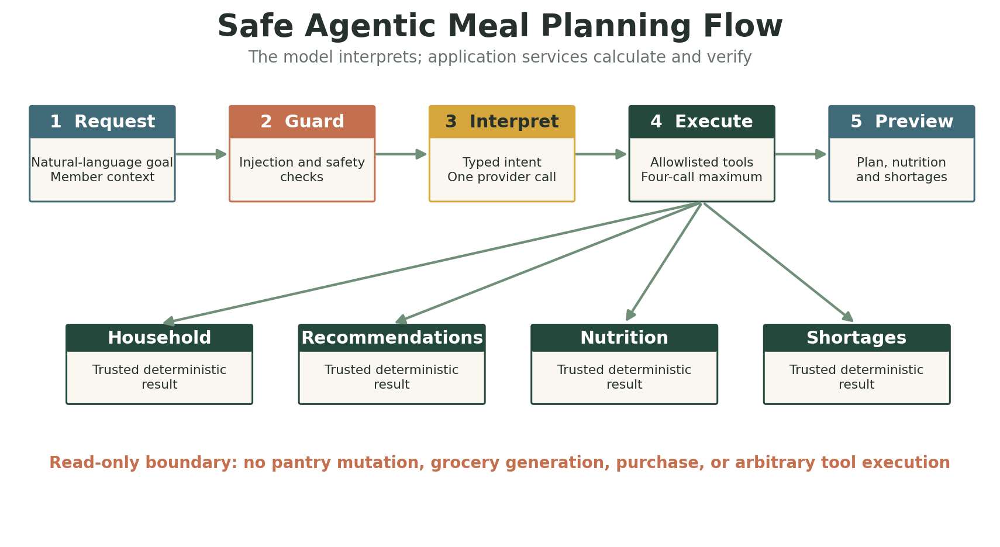 Safe Agentic Meal Planning Flow
The model interprets; application services calculate and verify
1 Request
Natural-language goal
Member context
2 Guard
Injection and safety
checks
3 Interpret
Typed intent
One provider call
4 Execute
Allowlisted tools
Four-call maximum
5 Preview
Plan, nutrition
and shortages
Household
Trusted deterministic
result
Recommendations
Trusted deterministic
result
Nutrition
Trusted deterministic
result
Shortages
Trusted deterministic
result
Read-only boundary: no pantry mutation, grocery generation, purchase, or arbitrary tool execution